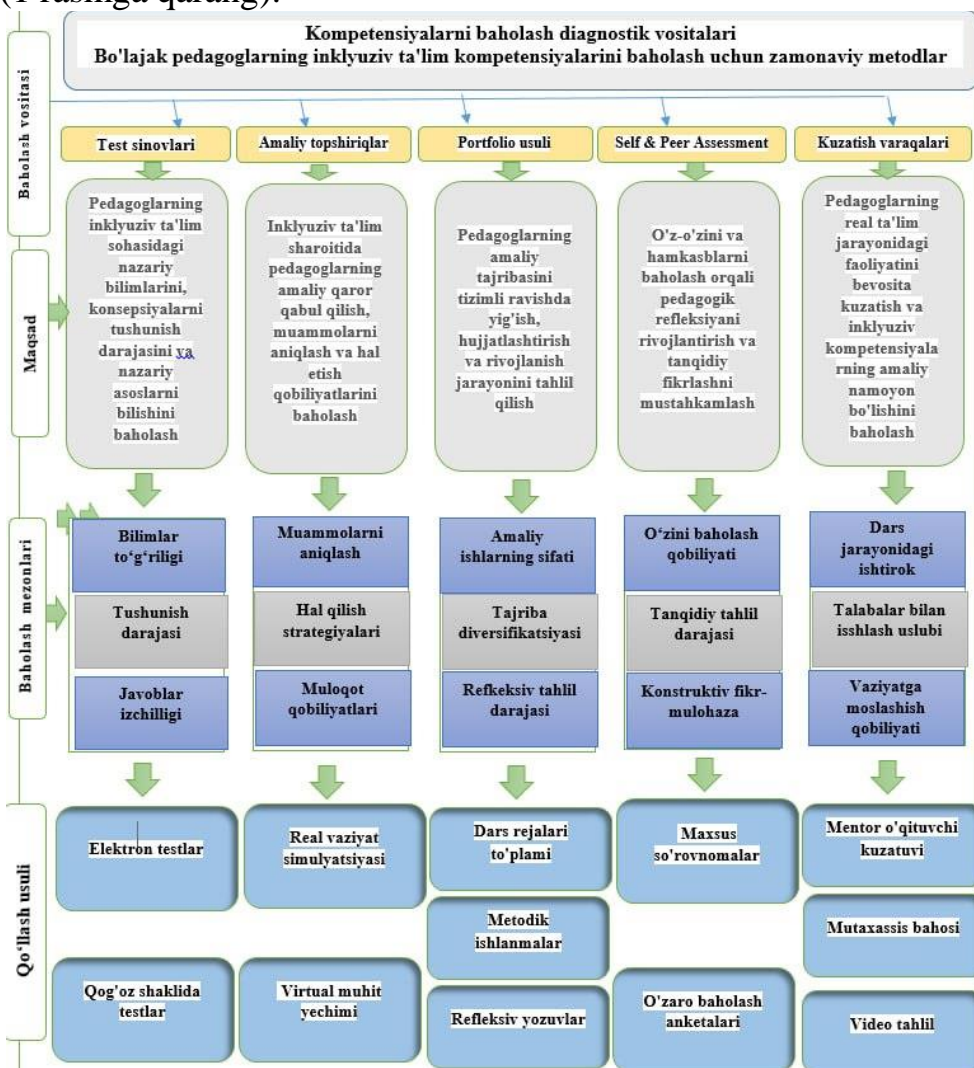 (1-rasmga qarang).
Kompetensiyalarni baholash diagnostik vositalari
Bo'lajak pedagoglarning inklyuziv ta'lim kompetensiyalarini baholash uchun zamonaviy metodlar
Baholash vositasi
Test sinovlari
Amaliy topshiriqlar
Portfolio usuli
Self & Peer Assessment
Kuzatish varaqalari
Maqsad
Pedagoglarning
inklyuziv ta'lim
sohasidagi
nazariy
bilimlarini,
konsepsiyalarni
tushunish
darajasini va
nazariy
asoslarni
bilishini
baholash
Inklyuziv ta'lim
sharoitida
pedagoglarning
amaliy qaror
qabul qilish,
muammolarni
aniqlash va hal
etish
qobiliyatlarini
baholash
Pedagoglarning
amaliy
tajribasini
tizimli ravishda
yig'ish,
hujjatlashtirish
va rivojlanish
jarayonini tahlil
qilish
O'z-o'zini va
hamkasblarni
baholash orqali
pedagogik
refleksiyani
rivojlantirish va
tanqidiy
fikrlashni
mustahkamlash
Pedagoglarning
real ta'lim
jarayonidagi
faoliyatini
bevosita
kuzatish va
inklyuziv
kompetensiyala
rning amaliy
namoyon
bo'lishini
baholash
Baholash mezonlari
Bilimlar
to‘g‘riligi
Muammolarni
aniqlash
Amaliy
ishlarning sifati
O‘zini baholash
qobiliyati
Dars
jarayonidagi
ishtirok
Tushunish
darajasi
Hal qilish
strategiyalari
Tajriba
diversifikatsiyasi
Tanqidiy tahlil
darajasi
Talabalar bilan
isshlash uslubi
Javoblar
izchilligi
Muloqot
qobiliyatlari
Refkeksiv tahlil
darajasi
Konstruktiv fikr-
mulohaza
Vaziyatga
moslashish
qobiliyati
Qo‘llash usuli
Elektron testlar
Real vaziyat
simulyatsiyasi
Dars rejalari
to'plami
Maxsus
so'rovnomalar
Mentor o'qituvchi
kuzatuvi
Metodik
ishlanmalar
Mutaxassis bahosi
Qog'oz shaklida
testlar
Virtual muhit
yechimi
Refleksiv yozuvlar
O'zaro baholash
anketalari
Video tahlil